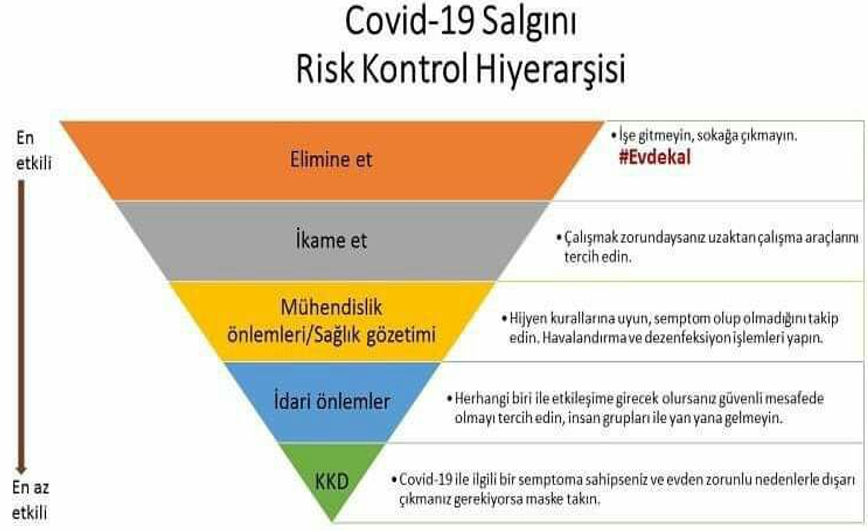 Covid-19 Salgını
Risk Kontrol Hiyerarşisi
En
etkili
Elimine et
• İşe gitmeyin, sokağa çıkmayın.
#Evdekal
İkame et
• Çalışmak zorundaysanız uzaktan çalışma araçlarını
tercih edin.
Mühendislik
önlemleri/Sağlık gözetimi
• Hijyen kurallarına uyun, semptom olup olmadığını takip
edin. Havalandırma ve dezenfeksiyon işlemleri yapın.
İdari önlemler
• Herhangi biri ile etkileşime girecek olursanız güvenli mesafede
olmayı tercih edin, insan grupları ile yan yana gelmeyin.
KKD
• Covid-19 ile ilgili bir semptoma sahipseniz ve evden zorunlu nedenlerle dışarı
çıkmanız gerekiyorsa maske takın.
En az
etkili